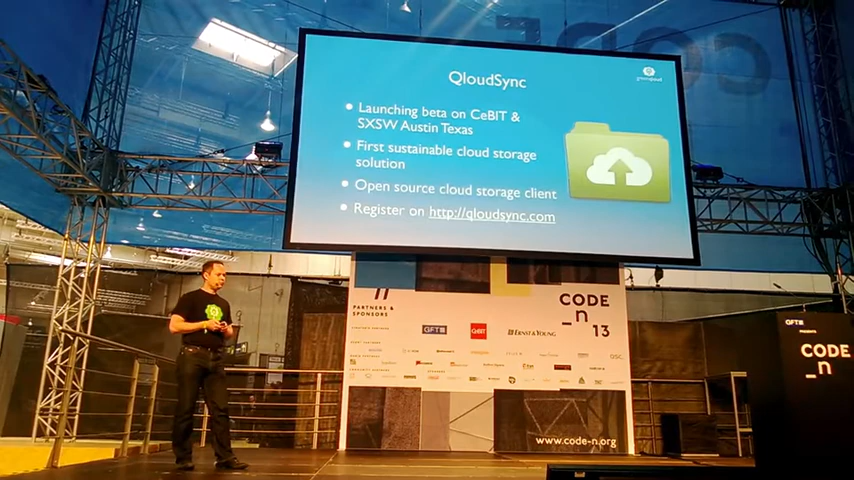 QloudSync
greenqloud
Launching beta on CeBIT &
SXSW Austin Texas
First sustainable cloud storage
solution
Open source cloud storage client
Register on http://qloudsync.com
PARTNERS &
SPONSORS
CODE
_n 13
GFT
CeBIT
ERNST & YOUNG
www.code-n.org
GFT
Presents
CODE
_n